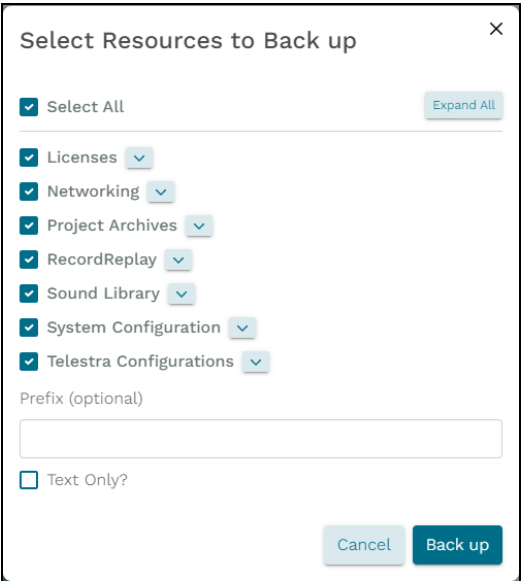 Select Resources to Back up
Select All
Expand All
Licenses
Networking
Project Archives
RecordReplay
Sound Library
System Configuration
Telestra Configurations
Prefix (optional)
Text Only?
Cancel
Back up